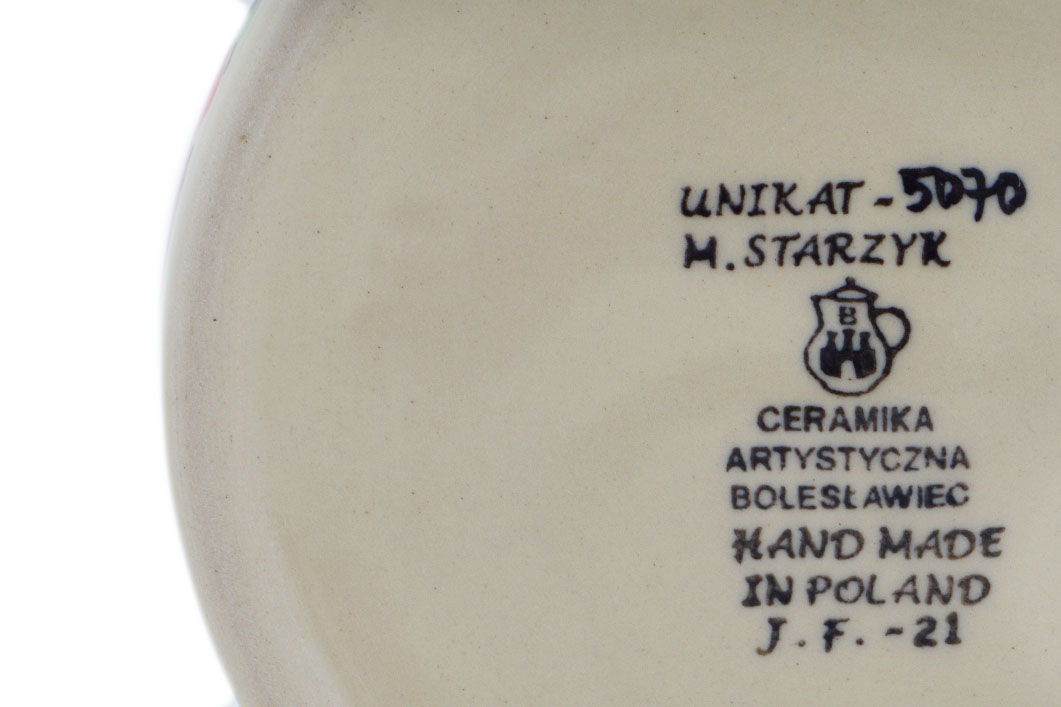 UNIKAT - 5070
M. STARZYK
B
CERAMIKA
ARTYSTYCZNA
BOLESŁAWIEC
HAND MADE
IN POLAND
J. F. - 21